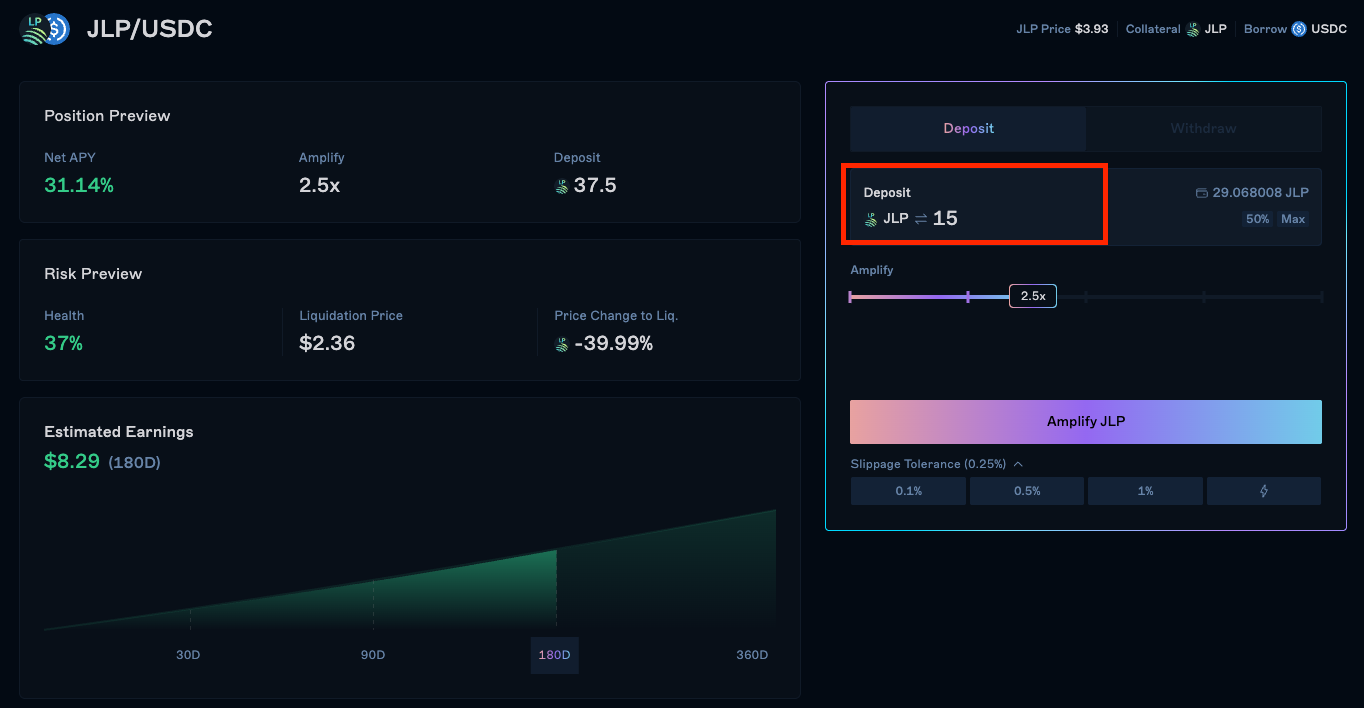 LP
JLP/USDC
JLP Price $3.93
Collateral JLP
Borrow USDC
Position Preview
Net APY
31.14%
Amplify
2.5x
Deposit
37.5
Risk Preview
Health
37%
Liquidation Price
$2.36
Price Change to Liq.
-39.99%
Estimated Earnings
$8.29 (180D)
30D
90D
180D
360D
Deposit
Withdraw
Deposit
29.068008 JLP
JLP ⇌ 15
50% Max
Amplify
2.5x
Amplify JLP
Slippage Tolerance (0.25%)
0.1% 0.5% 1%